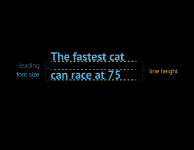 The fastest cat
leading
can race at 75
font size
line height